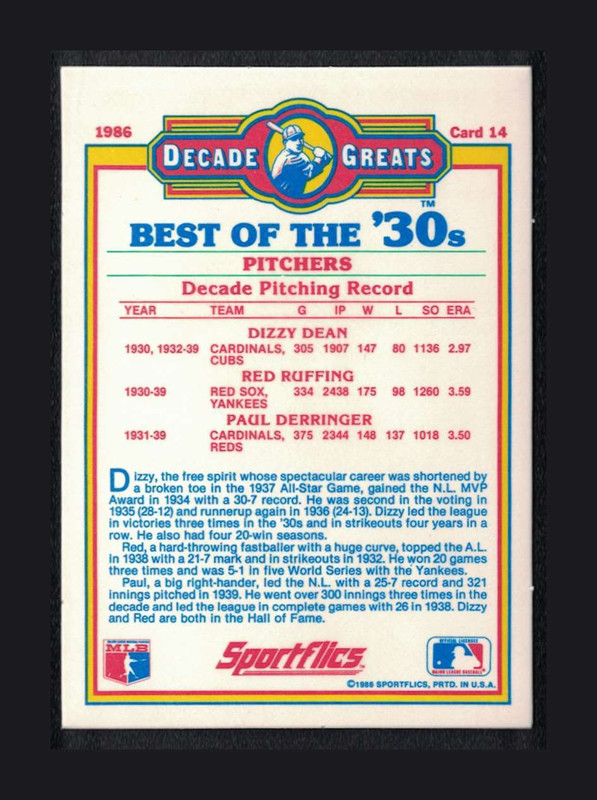 1986
Card 14
DECADE GREATS
TM
BEST OF THE '30s
PITCHERS
Decade Pitching Record
YEAR TEAM G IP W L SO ERA
DIZZY DEAN
1930, 1932-39 CARDINALS, 305 1907 147 80 1136 2.97
CUBS
RED RUFFING
1930-39 RED SOX, 334 2438 175 98 1260 3.59
YANKEES
PAUL DERRINGER
1931-39 CARDINALS, 375 2344 148 137 1018 3.50
REDS
Dizzy, the free spirit whose spectacular career was shortened by
a broken toe in the 1937 All-Star Game, gained the N.L. MVP
Award in 1934 with a 30-7 record. He was second in the voting in
1935 (28-12) and runnerup again in 1936 (24-13). Dizzy led the league
in victories three times in the '30s and in strikeouts four years in a
row. He also had four 20-win seasons.
Red, a hard-throwing fastballer with a huge curve, topped the A.L.
in 1938 with a 21-7 mark and in strikeouts in 1932. He won 20 games
three times and was 5-1 in five World Series with the Yankees.
Paul, a big right-hander, led the N.L. with a 25-7 record and 321
innings pitched in 1939. He went over 300 innings three times in the
decade and led the league in complete games with 26 in 1938. Dizzy
and Red are both in the Hall of Fame.
MLB
Sportflics
OFFICIAL LICENSEE
MAJOR LEAGUE BASEBALL
©1986 SPORTFLICS, PRTD. IN U.S.A.